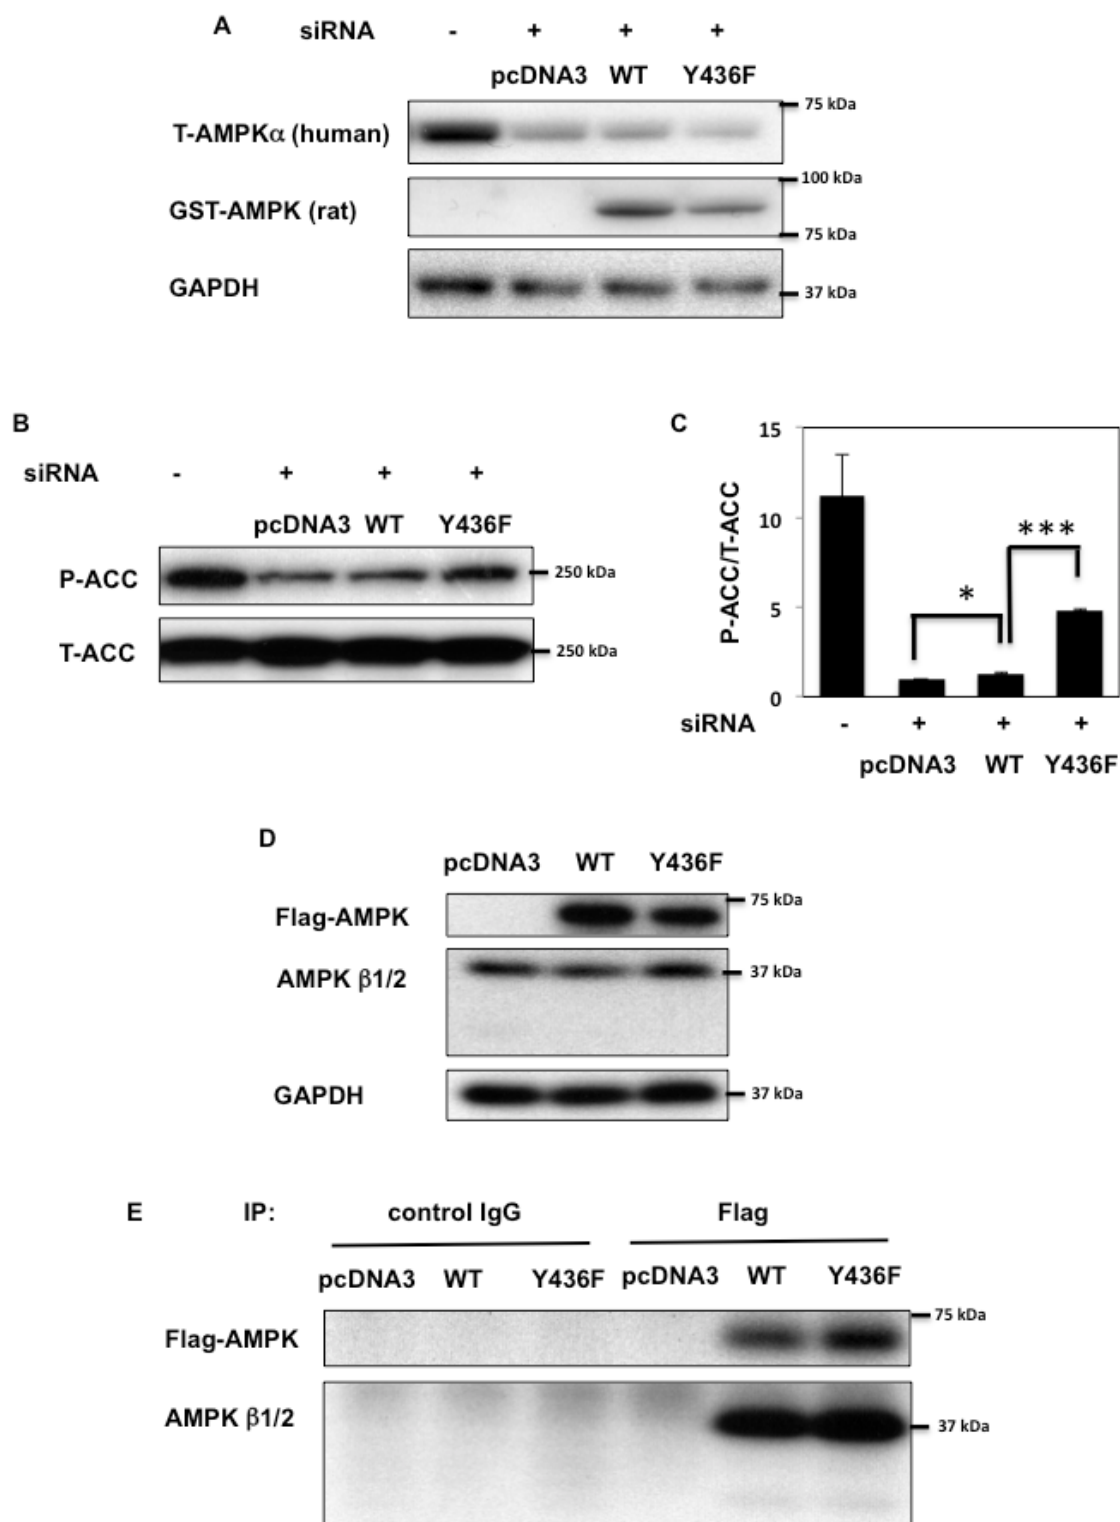 A siRNA - + + +
pcDNA3 WT Y436F
75 kDa
T-AMPKα (human)
100 kDa
GST-AMPK (rat)
75 kDa
GAPDH
37 kDa
B
siRNA - + + +
pcDNA3 WT Y436F
P-ACC
250 kDa
T-ACC
250 kDa
C
15
10
5
0
P-ACC/T-ACC
*
***
siRNA - + + +
pcDNA3 WT Y436F
D
pcDNA3 WT Y436F
75 kDa
Flag-AMPK
AMPK β1/2
37 kDa
GAPDH
37 kDa
E IP: control IgG Flag
pcDNA3 WT Y436F pcDNA3 WT Y436F
75 kDa
Flag-AMPK
AMPK β1/2
37 kDa